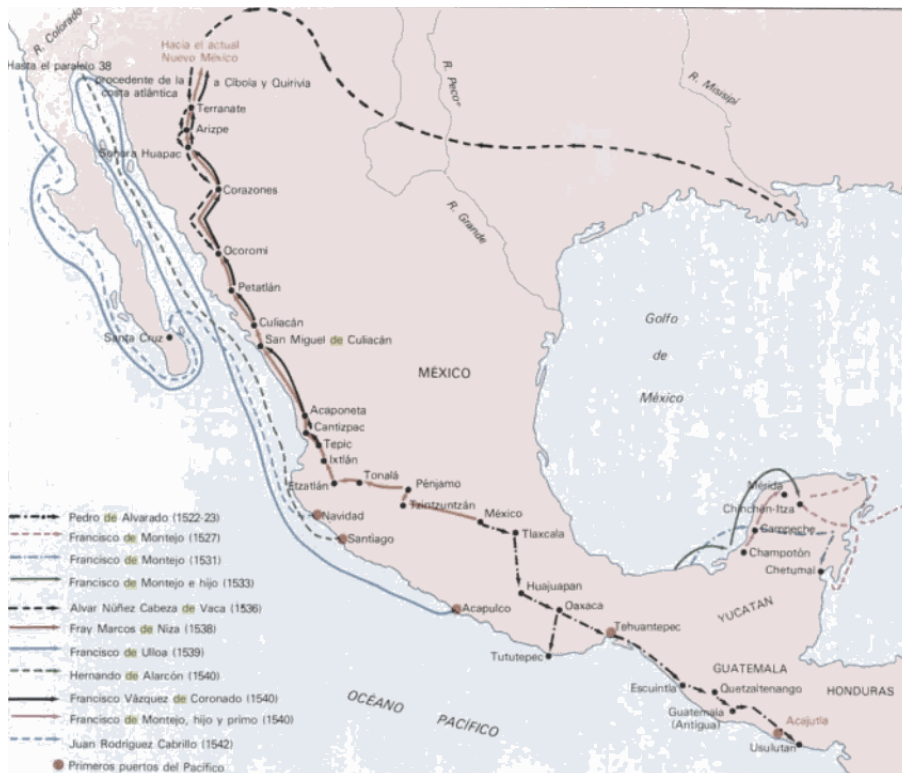 R. Colorado
Hacia el actual
Nuevo México
Hasta el paralelo 38
procedente de la
costa atlántica
a Cíbola y Quirivia
R. Pecos
R. Misisipí
Terranate
Arizpe
Sonora Huapac
Corazones
R. Grande
Ocoromi
Petatlán
Culiacán
San Miguel de Culiacán
Santa Cruz
Golfo
de
México
MÉXICO
Acaponeta
Cantizpac
Tepic
Ixtlán
Etzatlán
Tonalá
Pénjamo
Tzintzuntzán
México
Tlaxcala
Navidad
Santiago
Mérida
Chinchén-Itza
Campeche
Champotón
Chetumal
YUCATAN
Huajuapan
Oaxaca
Acapulco
Tehuantepec
Tututepec
GUATEMALA
HONDURAS
Escuintla
Quetzaltenango
Guatemala
(Antigua)
Acajutla
Usulutan
OCÉANO PACÍFICO
Pedro de Alvarado (1522-23)
Francisco de Montejo (1527)
Francisco de Montejo (1531)
Francisco de Montejo e hijo (1533)
Alvar Núñez Cabeza de Vaca (1536)
Fray Marcos de Niza (1538)
Francisco de Ulloa (1539)
Hernando de Alarcón (1540)
Francisco Vázquez de Coronado (1540)
Francisco de Montejo, hijo y primo (1540)
Juan Rodríguez Cabrillo (1542)
Primeros puertos del Pacífico